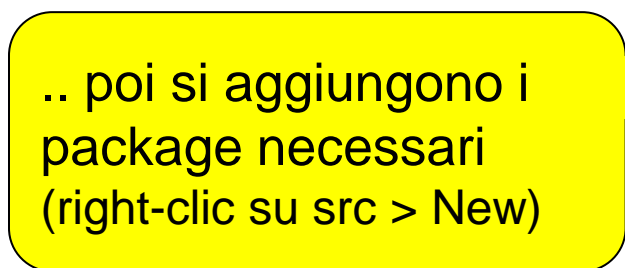 .. poi si aggiungono i
package necessari
(right-clic su src > New)